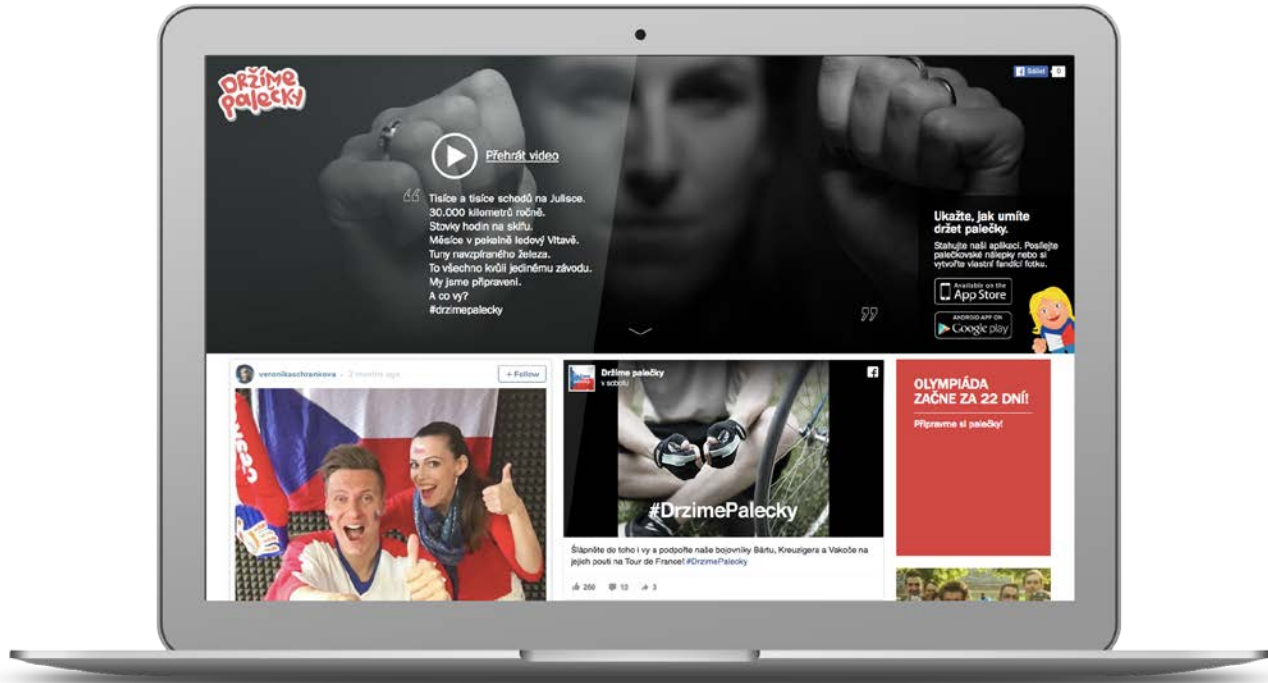 Držíme
palečky
Sdílet 0
Přehrát video
Tisíce a tisíce schodů na Julisce.
30.000 kilometrů ročně.
Stovky hodin na skifu.
Měsíce v pekelně ledový Vltavě.
Tuny navzpíraného železa.
To všechno kvůli jedinému závodu.
My jsme připraveni.
A co vy?
#drzimepalecky
Ukažte, jak umíte
držet palečky.
Stahujte naši aplikaci. Posílejte
palečkovské nálepky nebo si
vytvořte vlastní fandící fotku.
Available on the
App Store
ANDROID APP ON
Google play
veronikaschrankova - 2 months ago
+ Follow
Držíme palečky
v sobotu
#DrzimePalecky
Šlápněte do toho i vy a podpořte naše bojovníky Bártu, Kreuzigera a Vakoče na
jejich pouti na Tour de France! #DrzimePalecky
260 12 3
OLYMPIÁDA
ZAČNE ZA 22 DNÍ!
Připravme si palečky!